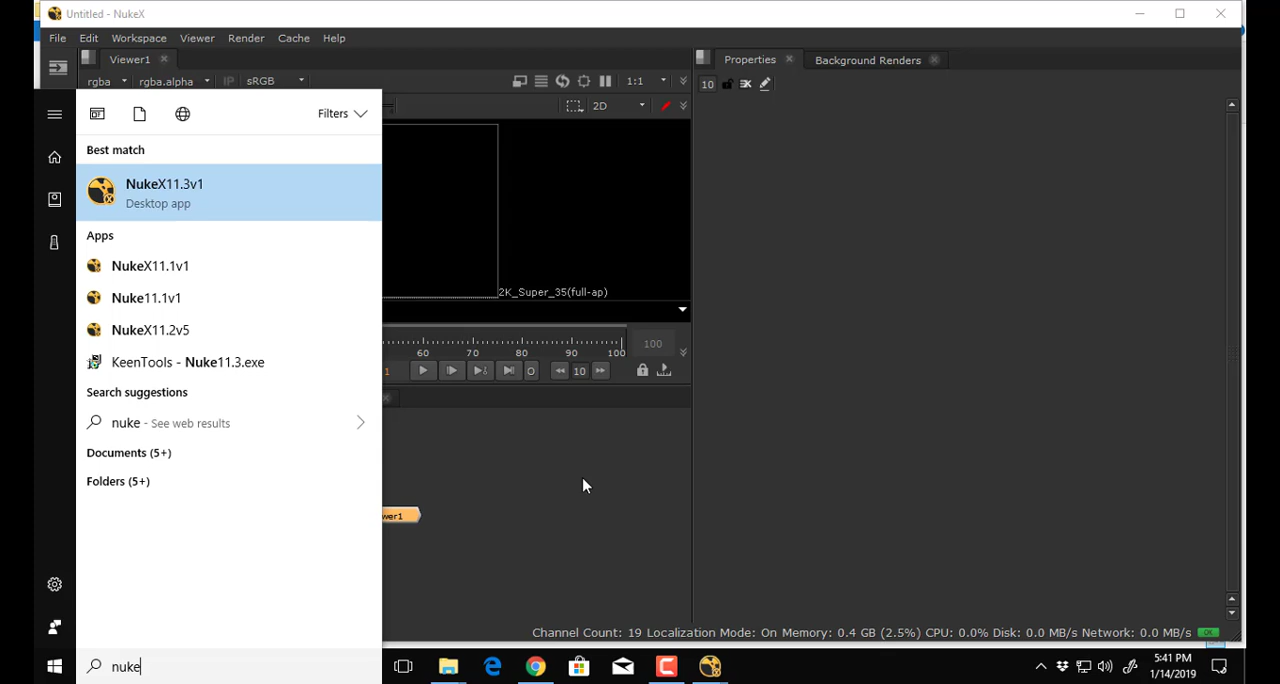 Untitled - NukeX
File Edit Workspace Viewer Render Cache Help
Viewer1
Properties
Background Renders
rgba rgba.alpha IP sRGB 1:1
10
2D
Filters
Best match
NukeX11.3v1
Desktop app
Apps
NukeX11.1v1
Nuke11.1v1
NukeX11.2v5
KeenTools - Nuke11.3.exe
Search suggestions
nuke - See web results
Documents (5+)
Folders (5+)
2K_Super_35(full-ap)
60 70 80 90 100
100
1 10
wer1
Channel Count: 19 Localization Mode: On Memory: 0.4 GB (2.5%) CPU: 0.0% Disk: 0.0 MB/s Network: 0.0 MB/s
OK
nuke
5:41 PM
1/14/2019